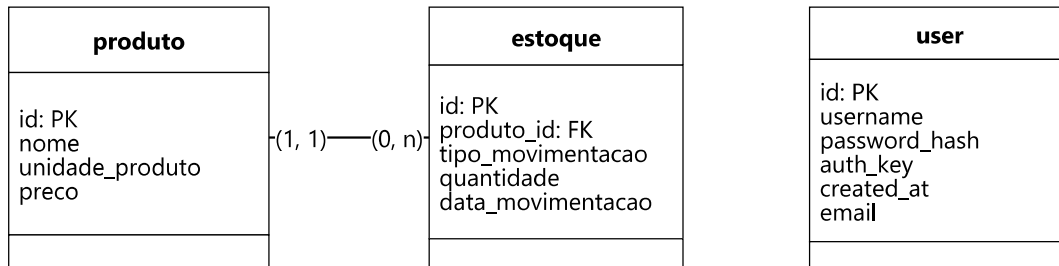 produto
id: PK
nome
unidade_produto
preco
(1, 1)
(0, n)
estoque
id: PK
produto_id: FK
tipo_movimentacao
quantidade
data_movimentacao
user
id: PK
username
password_hash
auth_key
created_at
email